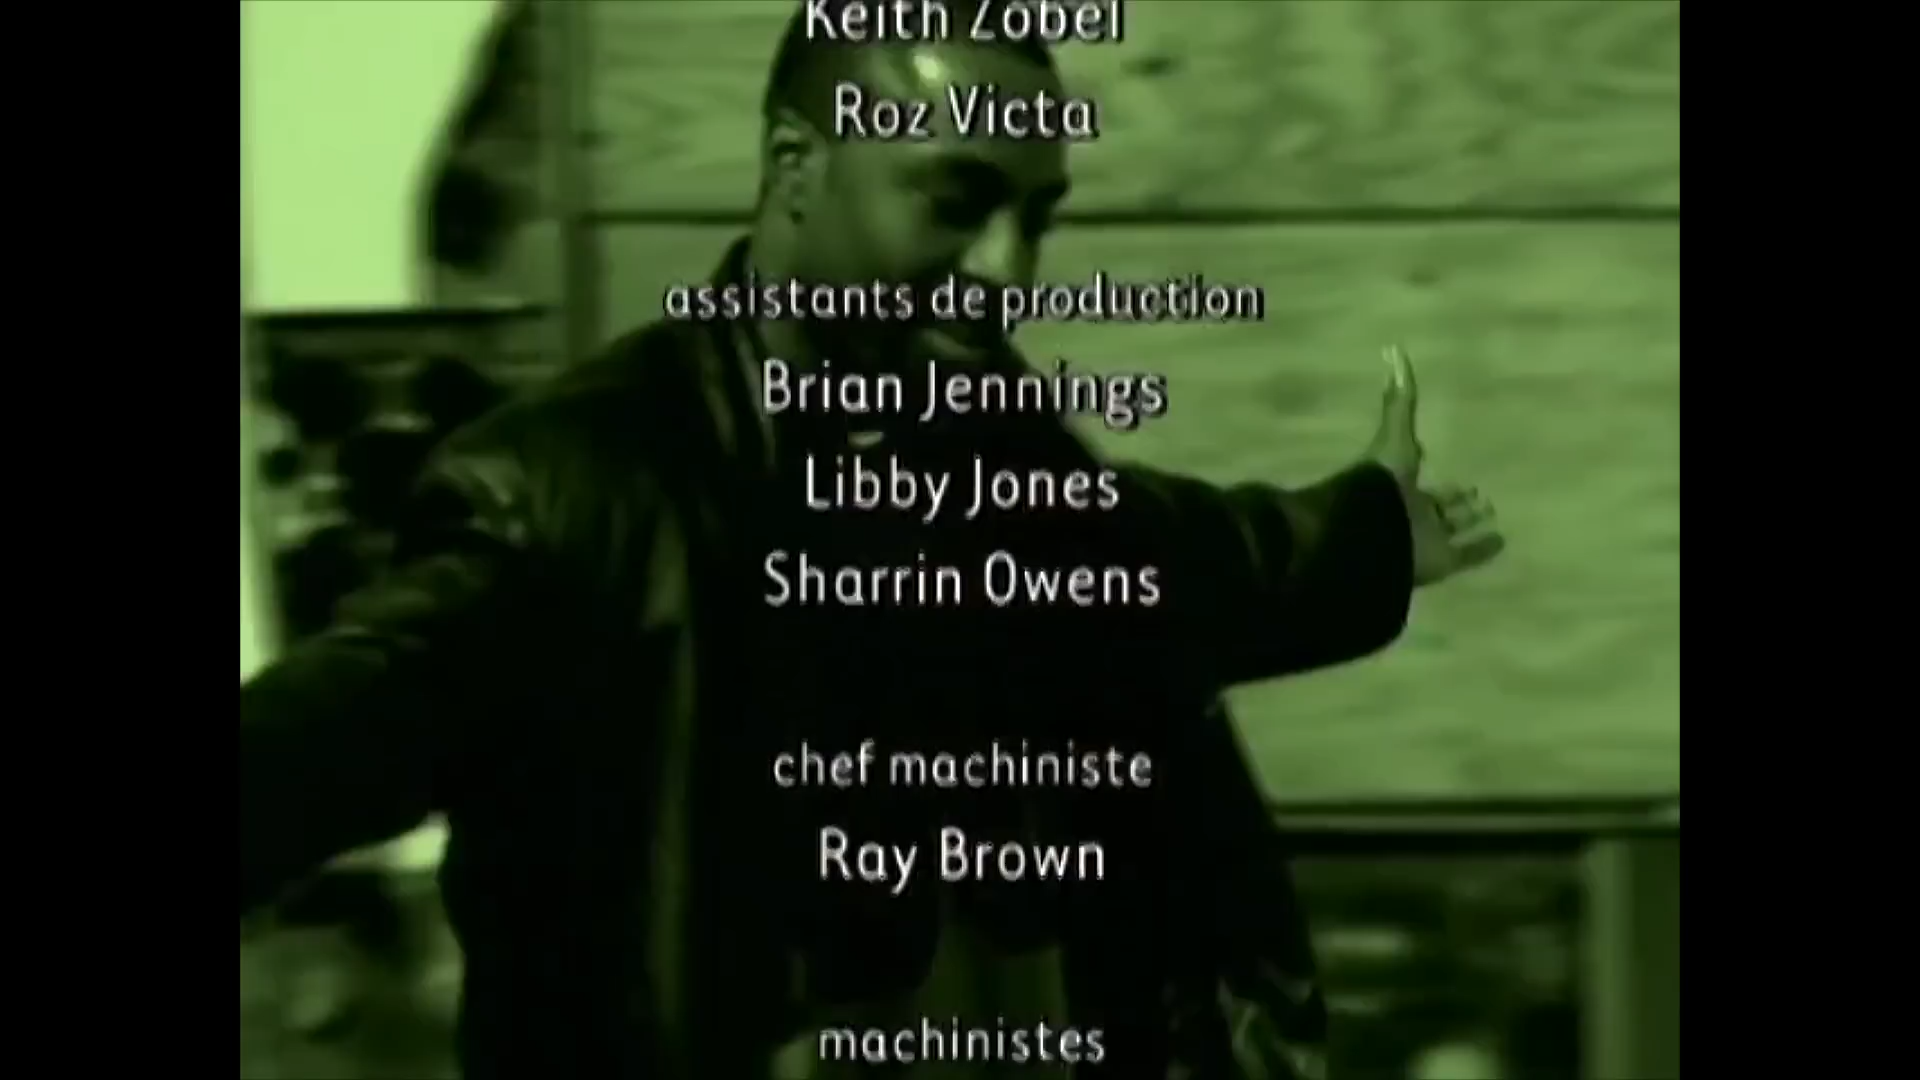 Keith Zobel
Roz Victa
assistants de production
Brian Jennings
Libby Jones
Sharrin Owens
chef machiniste
Ray Brown
machinistes